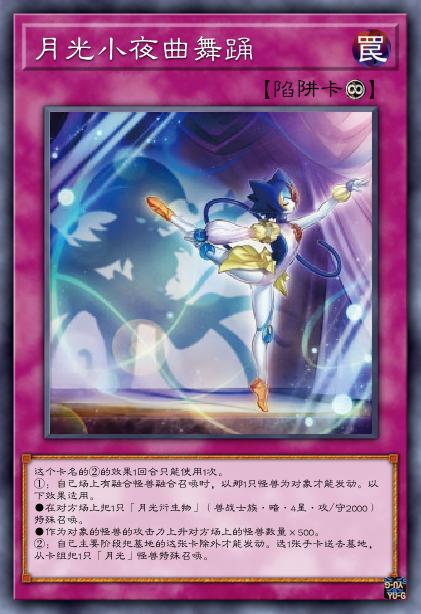 月光小夜曲舞踊
罠
【陷阱卡♾】
这个卡名的②的效果1回合只能使用1次。
①：自己场上有融合怪兽融合召唤时，以那1只怪兽为对象才能发动。以
下效果适用。
●在对方场上把1只「月光衍生物」（兽战士族·暗·4星·攻/守2000）
特殊召唤。
●作为对象的怪兽的攻击力上升对方场上的怪兽数量×500。
②：自己主要阶段把墓地的这张卡除外才能发动。选1张手卡送去墓地，
从卡组把1只「月光」怪兽特殊召唤。